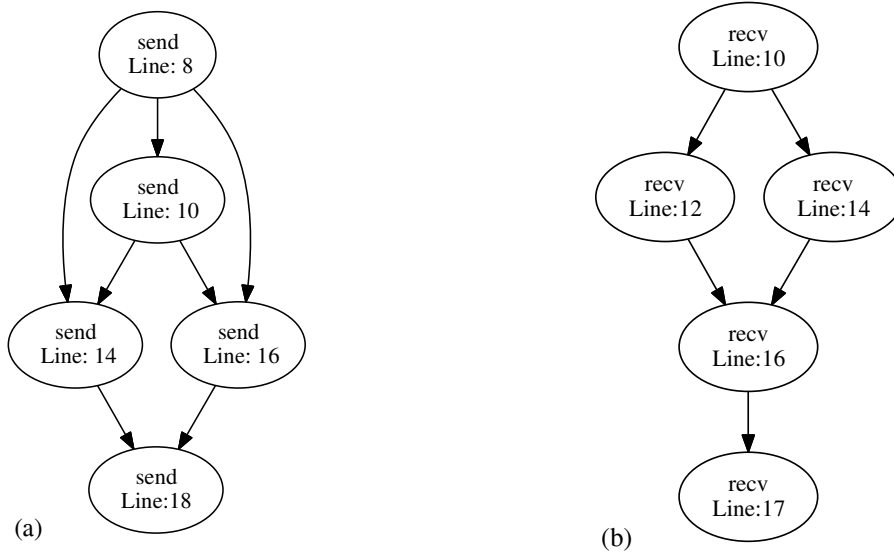 send
Line: 8
send
Line: 10
send
Line: 14
send
Line: 16
send
Line:18
(a)
recv
Line:10
recv
Line:12
recv
Line:14
recv
Line:16
recv
Line:17
(b)